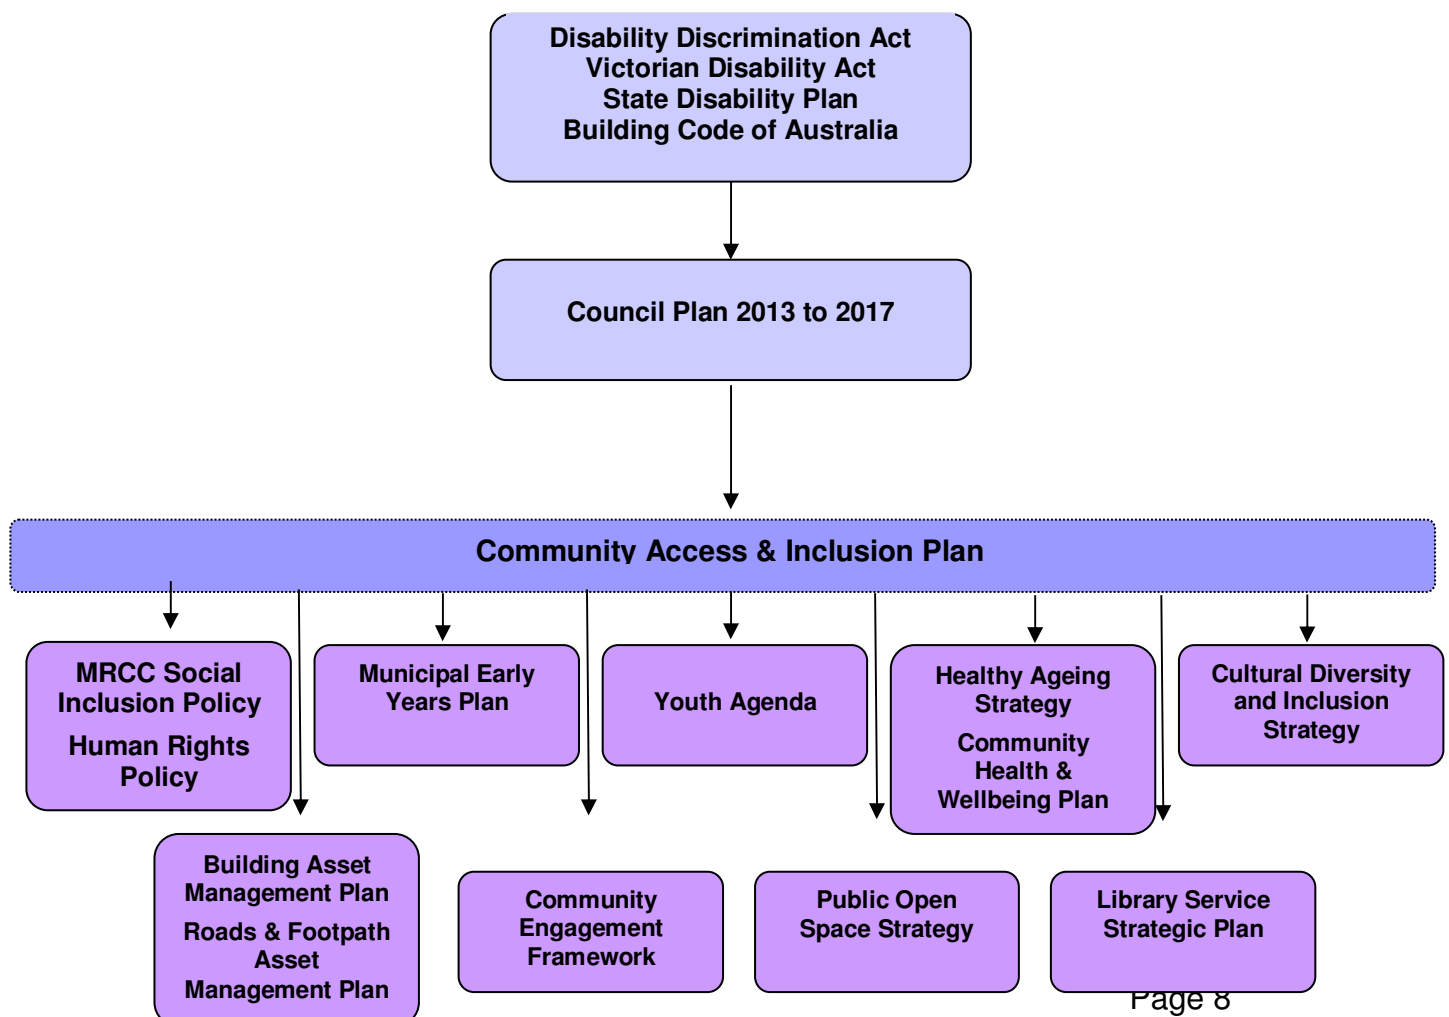 Disability Discrimination Act
Victorian Disability Act
State Disability Plan
Building Code of Australia
Council Plan 2013 to 2017
Community Access & Inclusion Plan
MRCC Social
Inclusion Policy
Human Rights
Policy
Municipal Early
Years Plan
Youth Agenda
Healthy Ageing
Strategy
Community
Health &
Wellbeing Plan
Cultural Diversity
and Inclusion
Strategy
Building Asset
Management Plan
Roads & Footpath
Asset
Management Plan
Community
Engagement
Framework
Public Open
Space Strategy
Library Service
Strategic Plan
Page 8